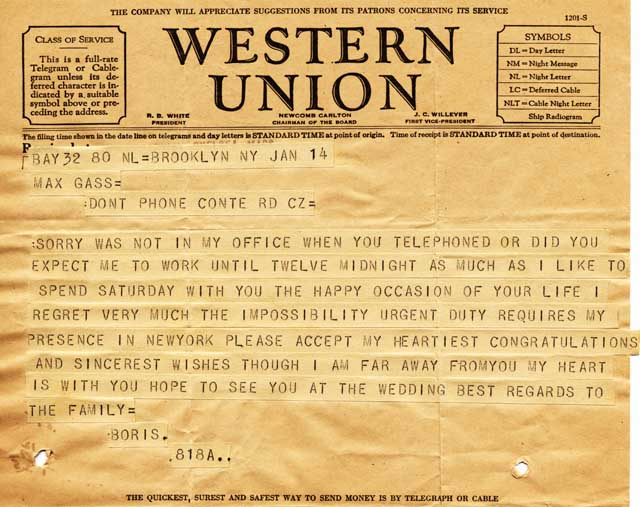 THE COMPANY WILL APPRECIATE SUGGESTIONS FROM ITS PATRONS CONCERNING ITS SERVICE
1201-S
CLASS OF SERVICE
This is a full-rate
Telegram or Cable-
gram unless its de-
ferred character is in-
dicated by a suitable
symbol above or pre-
ceding the address.
WESTERN
UNION
R. B. WHITE
PRESIDENT
NEWCOMB CARLTON
CHAIRMAN OF THE BOARD
J. C. WILLEVER
FIRST VICE-PRESIDENT
SYMBOLS
DL = Day Letter
NM = Night Message
NL = Night Letter
LC = Deferred Cable
NLT = Cable Night Letter
Ship Radiogram
The filing time shown in the date line on telegrams and day letters is STANDARD TIME at point of origin. Time of receipt is STANDARD TIME at point of destination.
BAY32 80 NL=BROOKLYN NY JAN 14
MAX GASS=
:DONT PHONE CONTE RD CZ=
:SORRY WAS NOT IN MY OFFICE WHEN YOU TELEPHONED OR DID YOU
EXPECT ME TO WORK UNTIL TWELVE MIDNIGHT AS MUCH AS I LIKE TO
SPEND SATURDAY WITH YOU THE HAPPY OCCASION OF YOUR LIFE I
REGRET VERY MUCH THE IMPOSSIBILITY URGENT DUTY REQUIRES MY
PRESENCE IN NEWYORK PLEASE ACCEPT MY HEARTIEST CONGRATULATIONS
AND SINCEREST WISHES THOUGH I AM FAR AWAY FROMYOU MY HEART
IS WITH YOU HOPE TO SEE YOU AT THE WEDDING BEST REGARDS TO
THE FAMILY=
BORIS.
.818A..
THE QUICKEST, SUREST AND SAFEST WAY TO SEND MONEY IS BY TELEGRAPH OR CABLE